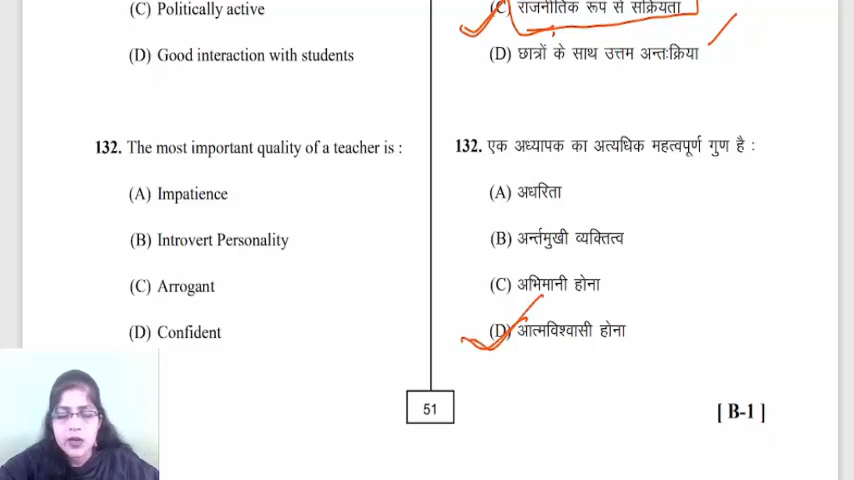 (C) Politically active
(D) Good interaction with students
132. The most important quality of a teacher is :
(A) Impatience
(B) Introvert Personality
(C) Arrogant
(D) Confident
(C) राजनीतिक रूप से सक्रियता
(D) छात्रों के साथ उत्तम अन्तःक्रिया
132. एक अध्यापक का अत्यधिक महत्वपूर्ण गुण है :
(A) अधरिता
(B) अर्न्तमुखी व्यक्तित्व
(C) अभिमानी होना
(D) आत्मविश्वासी होना
51
[ B-1 ]